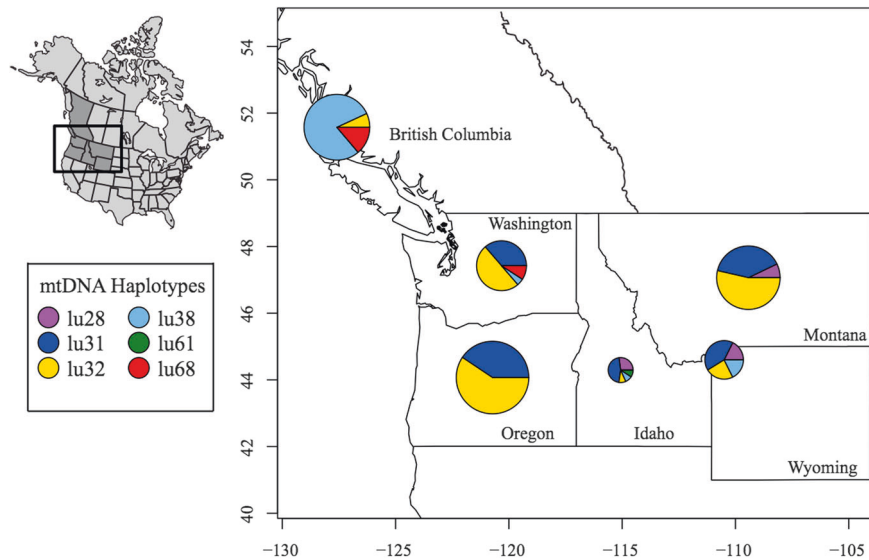 54
52
50
48
46
44
42
40
British Columbia
Washington
Montana
Oregon
Idaho
Wyoming
mtDNA Haplotypes
lu28 lu38
lu31 lu61
lu32 lu68
−130 −125 −120 −115 −110 −105